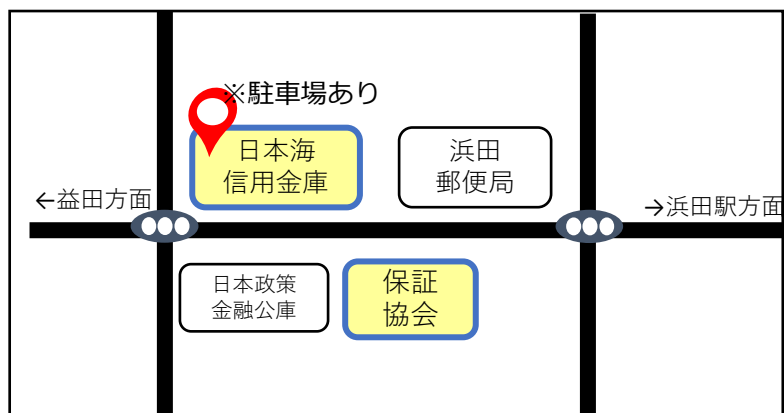 ※駐車場あり
日本海
信用金庫
浜田
郵便局
←益田方面
→浜田駅方面
日本政策
金融公庫
保証
協会